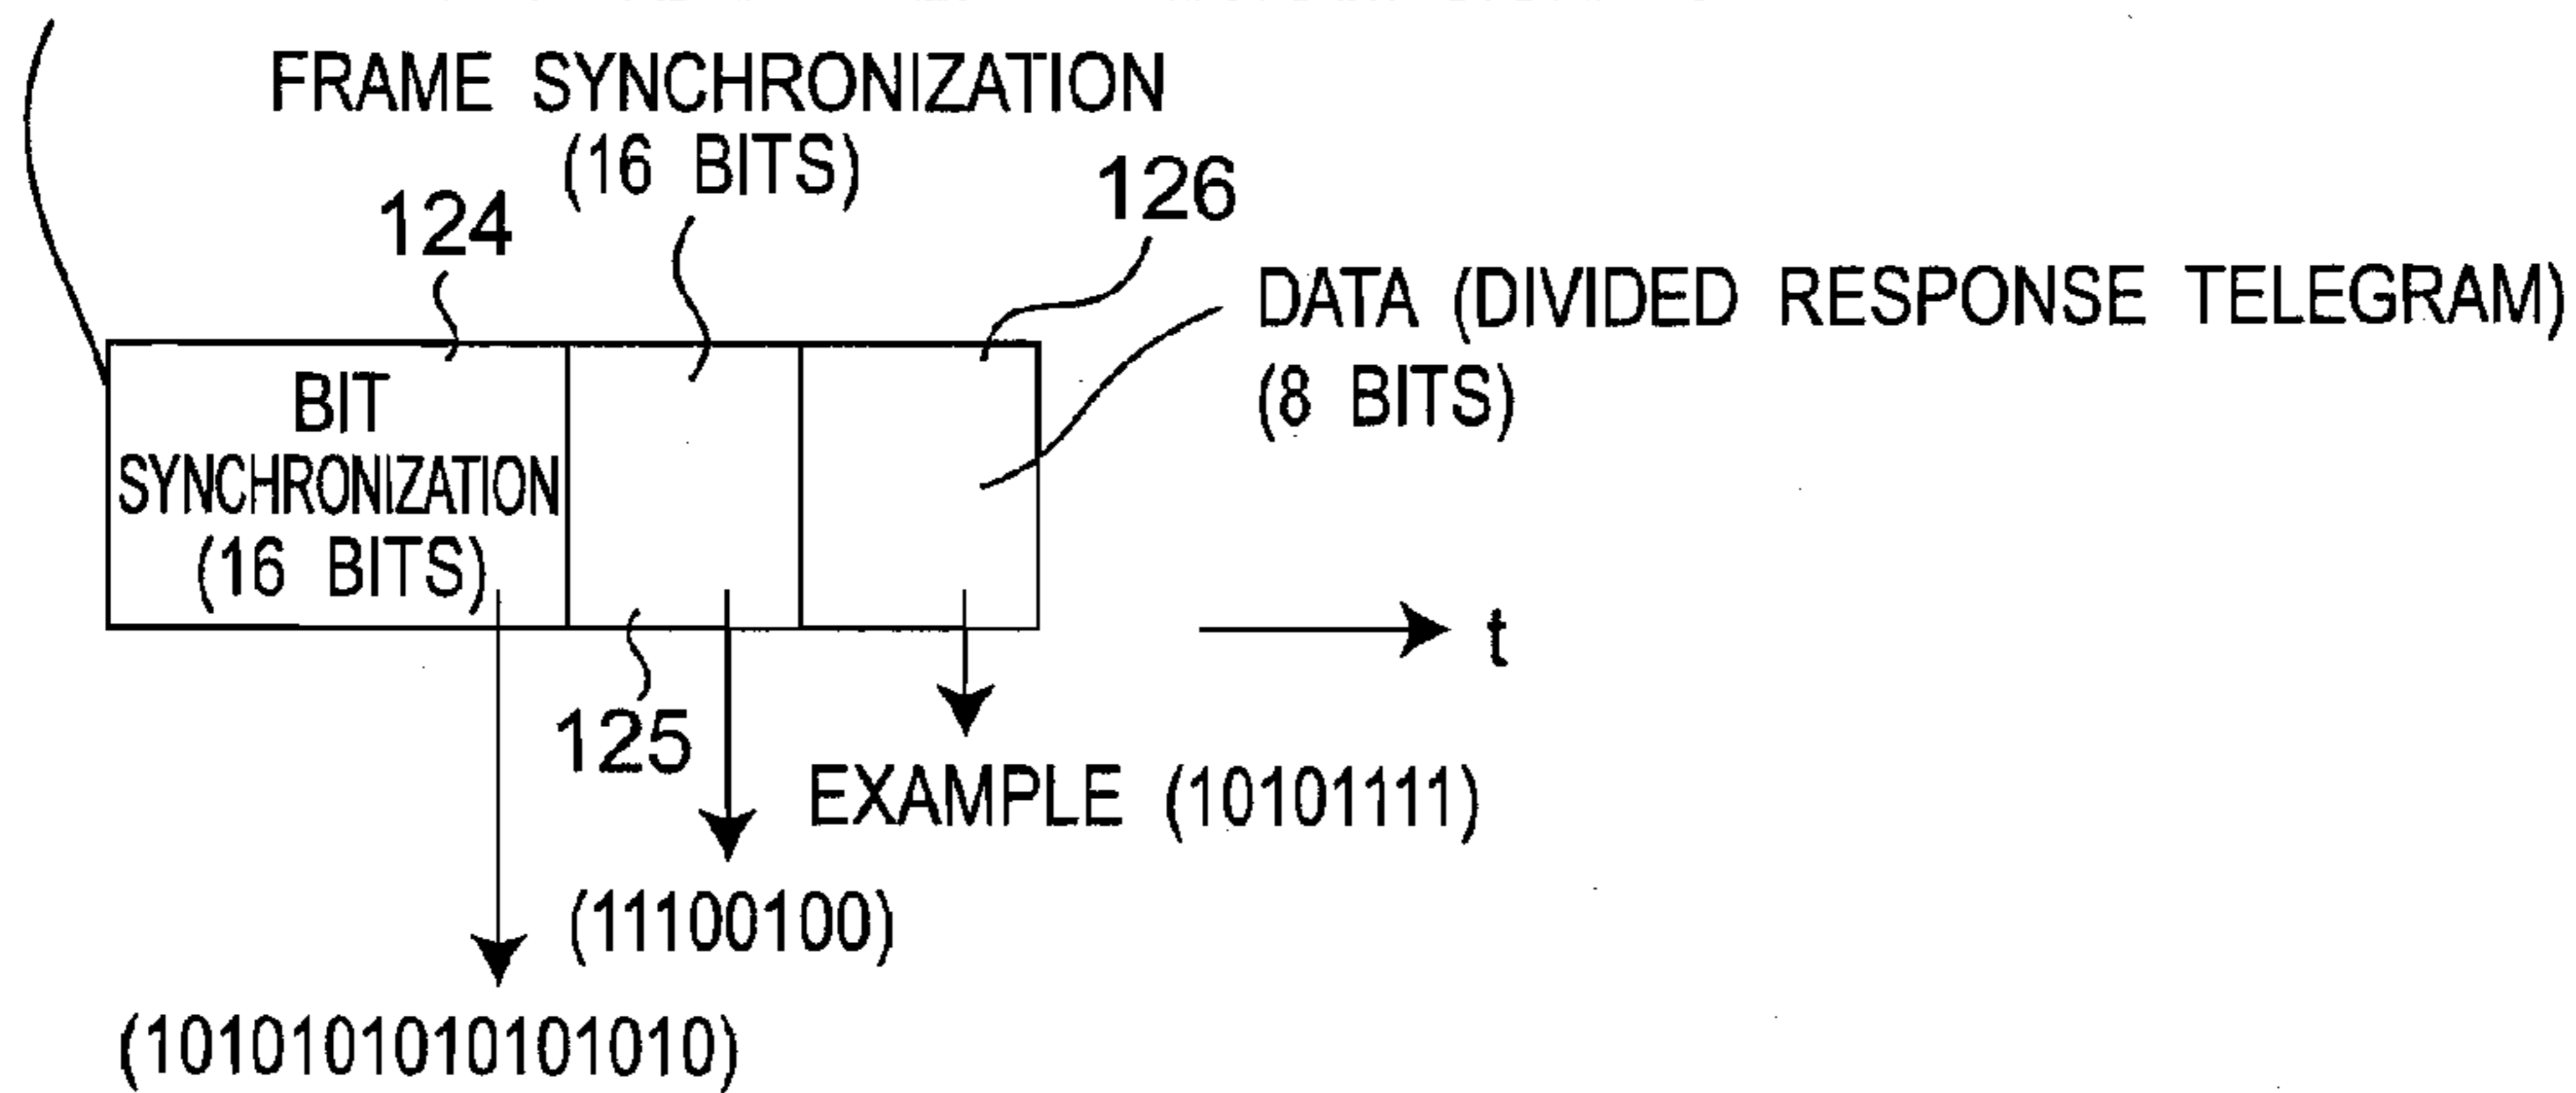 FRAME SYNCHRONIZATION
(16 BITS)
124
126
DATA (DIVIDED RESPONSE TELEGRAM)
(8 BITS)
BIT
SYNCHRONIZATION
(16 BITS)
t
125
EXAMPLE (10101111)
(11100100)
(1010101010101010)